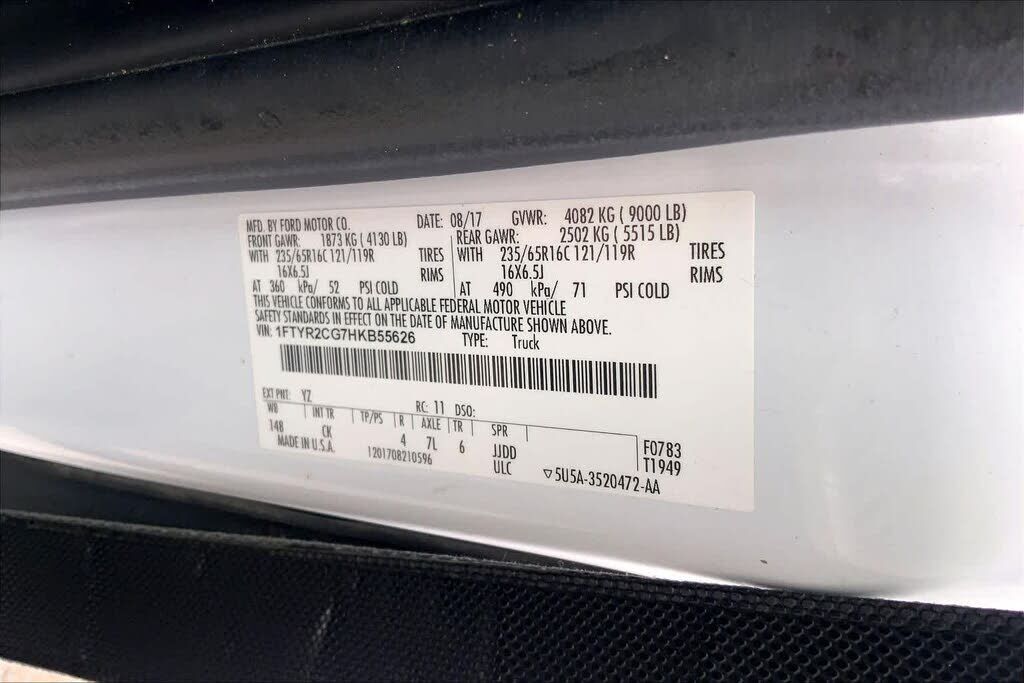 MFD. BY FORD MOTOR CO. DATE: 08/17 GVWR: 4082 KG ( 9000 LB)
FRONT GAWR: 1873 KG ( 4130 LB) REAR GAWR: 2502 KG ( 5515 LB)
WITH 235/65R16C 121/119R TIRES WITH 235/65R16C 121/119R TIRES
16X6.5J RIMS 16X6.5J RIMS
AT 360 kPa/ 52 PSI COLD AT 490 kPa/ 71 PSI COLD
THIS VEHICLE CONFORMS TO ALL APPLICABLE FEDERAL MOTOR VEHICLE
SAFETY STANDARDS IN EFFECT ON THE DATE OF MANUFACTURE SHOWN ABOVE.
VIN: 1FTYR2CG7HKB55626 TYPE: Truck
EXT PNT: YZ RC: 11 DSO:
WB INT TR TP/PS R AXLE TR SPR
148 CK 4 7L 6 JJDD F0783
MADE IN U.S.A. 1201708210596 ULC T1949
▽5U5A-3520472-AA